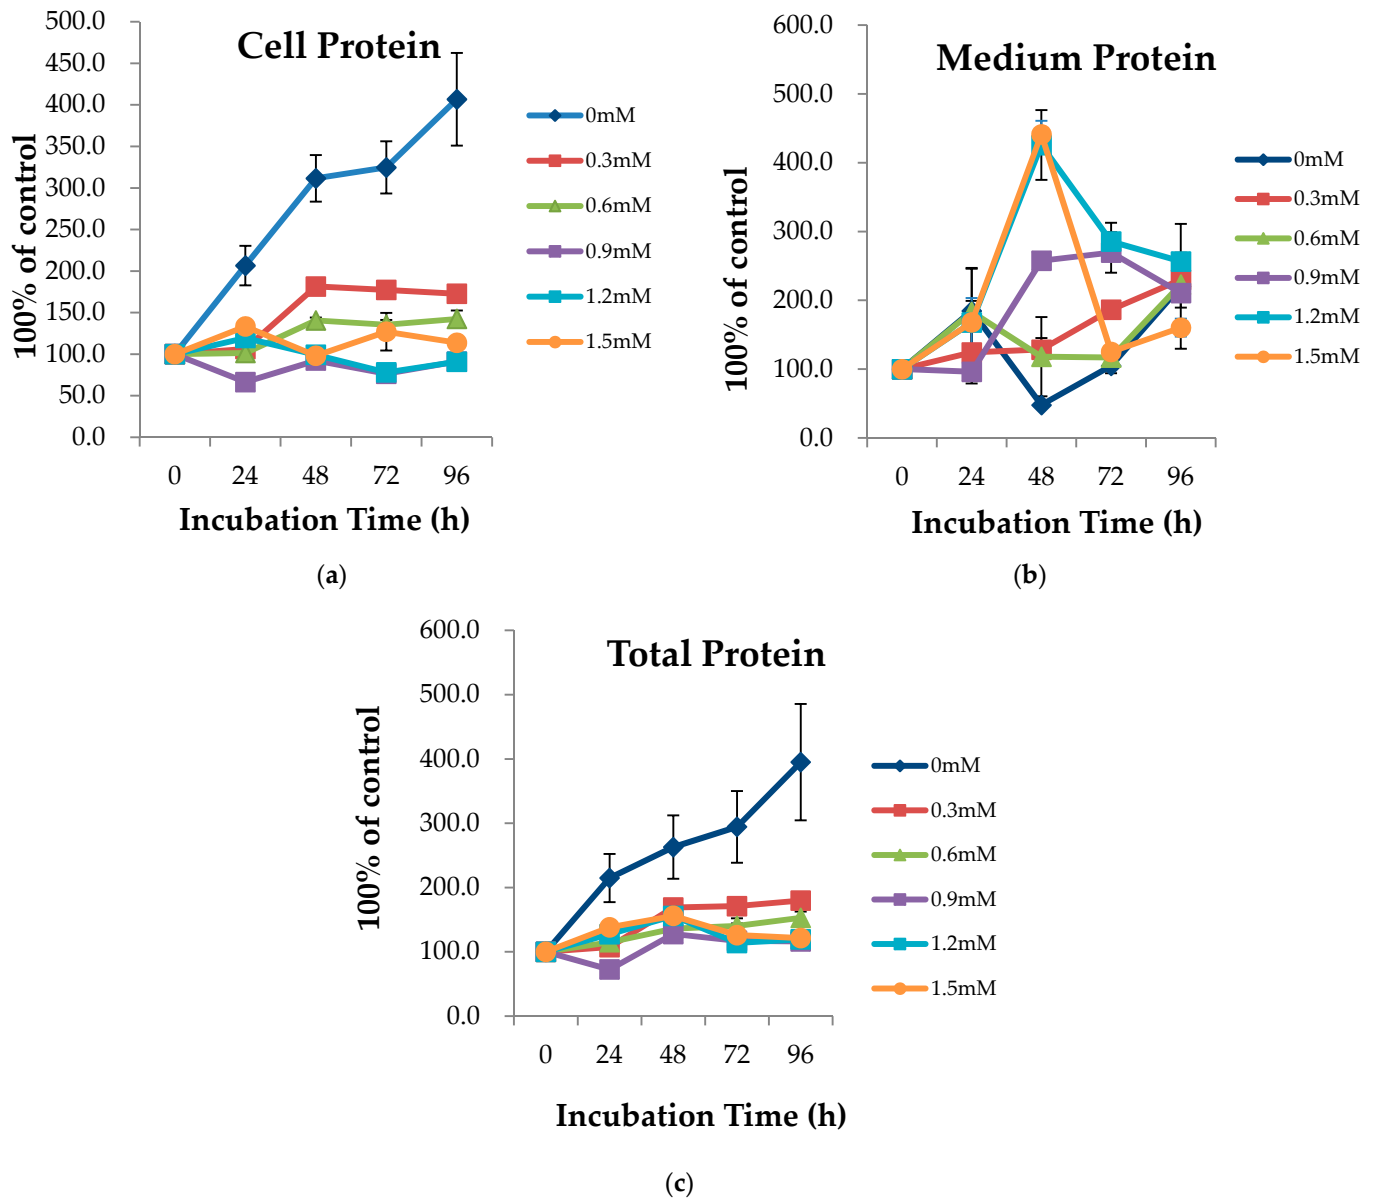 Cell Protein
100% of control
500.0
450.0
400.0
350.0
300.0
250.0
200.0
150.0
100.0
50.0
0.0
0 24 48 72 96
Incubation Time (h)
0mM
0.3mM
0.6mM
0.9mM
1.2mM
1.5mM
(a)
Medium Protein
100% of control
600.0
500.0
400.0
300.0
200.0
100.0
0.0
0 24 48 72 96
Incubation Time (h)
0mM
0.3mM
0.6mM
0.9mM
1.2mM
1.5mM
(b)
Total Protein
100% of control
600.0
500.0
400.0
300.0
200.0
100.0
0.0
0 24 48 72 96
Incubation Time (h)
0mM
0.3mM
0.6mM
0.9mM
1.2mM
1.5mM
(c)